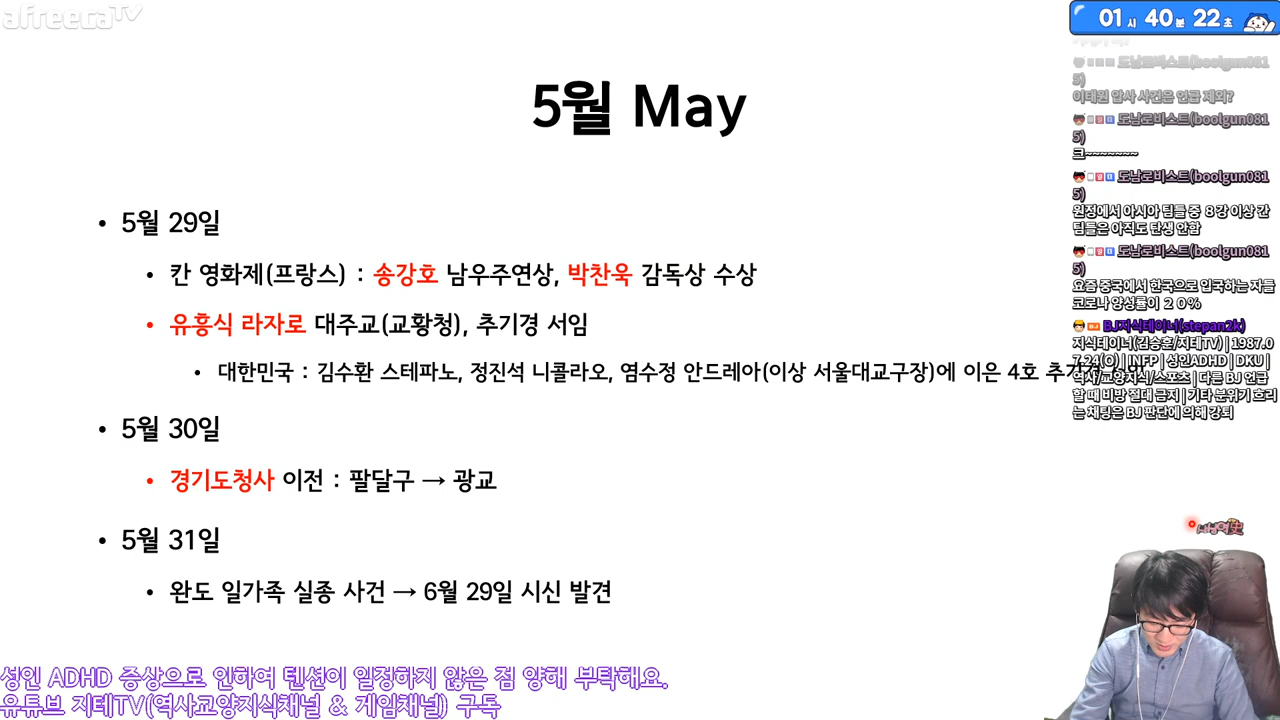 afreecaTV
01시 40분 22초
5월 May
• 5월 29일
• 칸 영화제(프랑스) : 송강호 남우주연상, 박찬욱 감독상 수상
• 유흥식 라자로 대주교(교황청), 추기경 서임
• 대한민국 : 김수환 스테파노, 정진석 니콜라오, 염수정 안드레아(이상 서울대교구장)에 이은 4호 추기경
• 5월 30일
• 경기도청사 이전 : 팔달구 → 광교
• 5월 31일
• 완도 일가족 실종 사건 → 6월 29일 시신 발견
도남로비스트(boolgun081
5)
이태원 압사 사건은 언급 제외?
도남로비스트(boolgun081
5)
크~~~~~~~
도남로비스트(boolgun081
5)
원정에서 아시아 팀들 중 8강 이상 간
팀들은 아직도 탄생 안함
도남로비스트(boolgun081
5)
요즘 중국에서 한국으로 입국하는 자들
코로나 양성률이 20%
BJ지식테이너(stepan2k)
지식테이너(김승훈/지테TV) | 1987.0
7.24(O) | INFP | 성인ADHD | DKU |
역사/교양지식/스포츠 | 다른 BJ 언급
할 때 비방 절대 금지 | 기타 분위기 흐리
는 채팅은 BJ 판단에 의해 강퇴
성인 ADHD 증상으로 인하여 텐션이 일정하지 않은 점 양해 부탁해요.
유튜브 지테TV(역사교양지식채널 & 게임채널) 구독